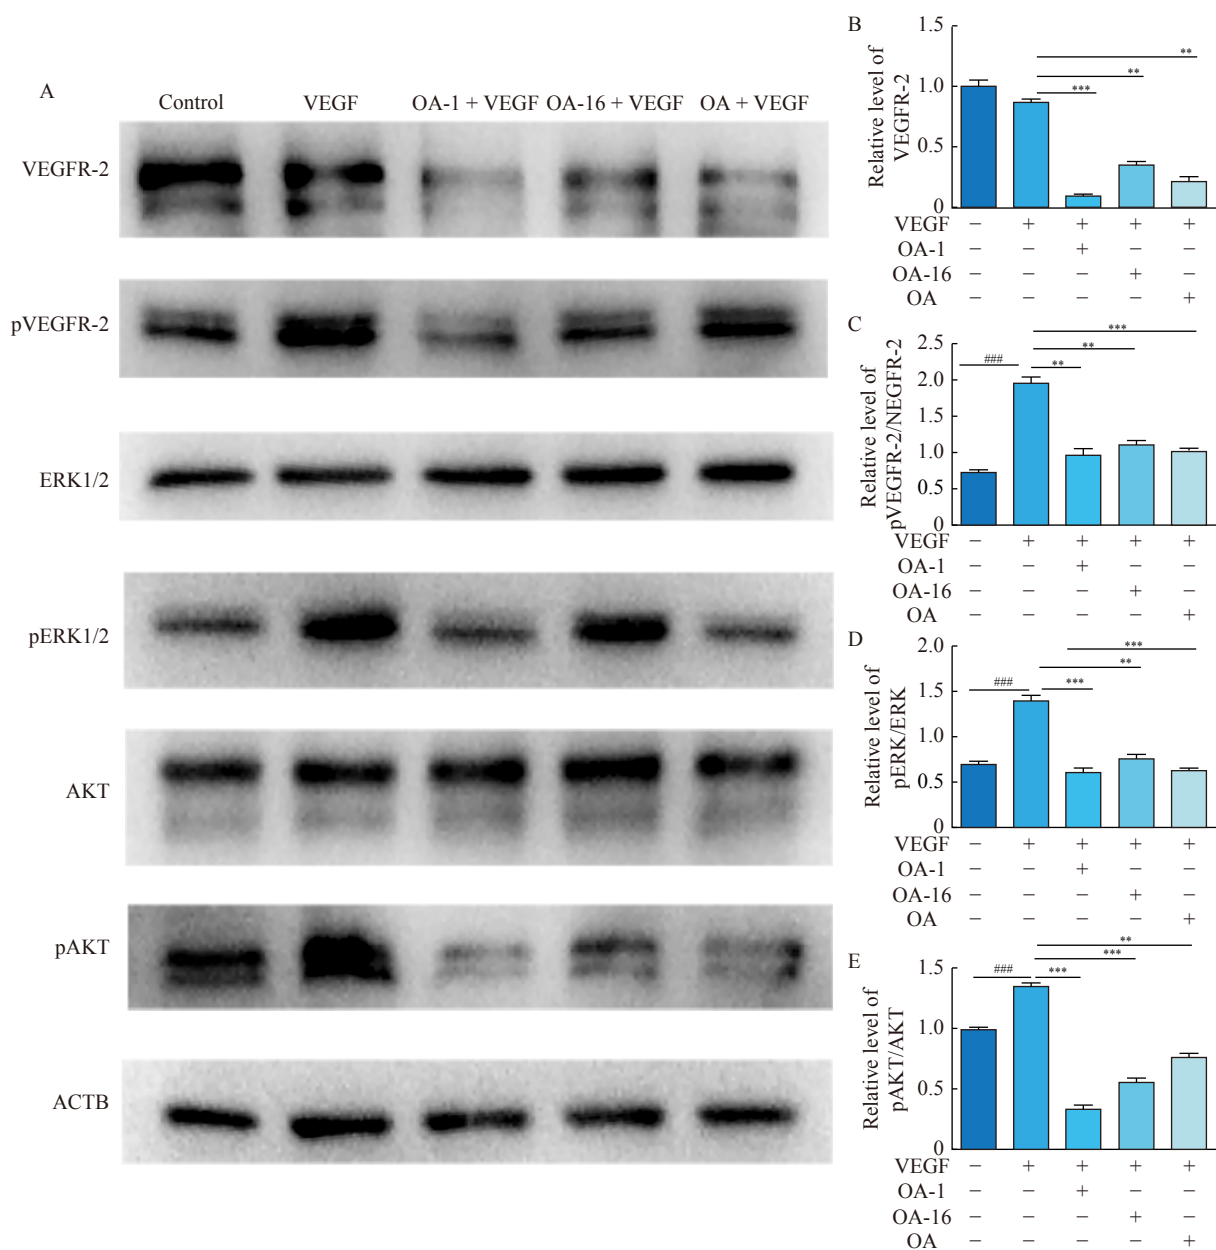 A
Control VEGF OA-1 + VEGF OA-16 + VEGF OA + VEGF
VEGFR-2
pVEGFR-2
ERK1/2
pERK1/2
AKT
pAKT
ACTB
B
Relative level of
VEGFR-2
1.5
1.0
0.5
0
**
**
***
VEGF − + + + +
OA-1 − − + − −
OA-16 − − − + −
OA − − − − +
C
Relative level of
pVEGFR-2/NEGFR-2
2.5
2.0
1.5
1.0
0.5
0
***
**
### **
VEGF − + + + +
OA-1 − − + − −
OA-16 − − − + −
OA − − − − +
D
Relative level of
pERK/ERK
2.0
1.5
1.0
0.5
0
***
**
### ***
VEGF − + + + +
OA-1 − − + − −
OA-16 − − − + −
OA − − − − +
E
Relative level of
pAKT/AKT
1.5
1.0
0.5
0
**
***
### ***
VEGF − + + + +
OA-1 − − + − −
OA-16 − − − + −
OA − − − − +